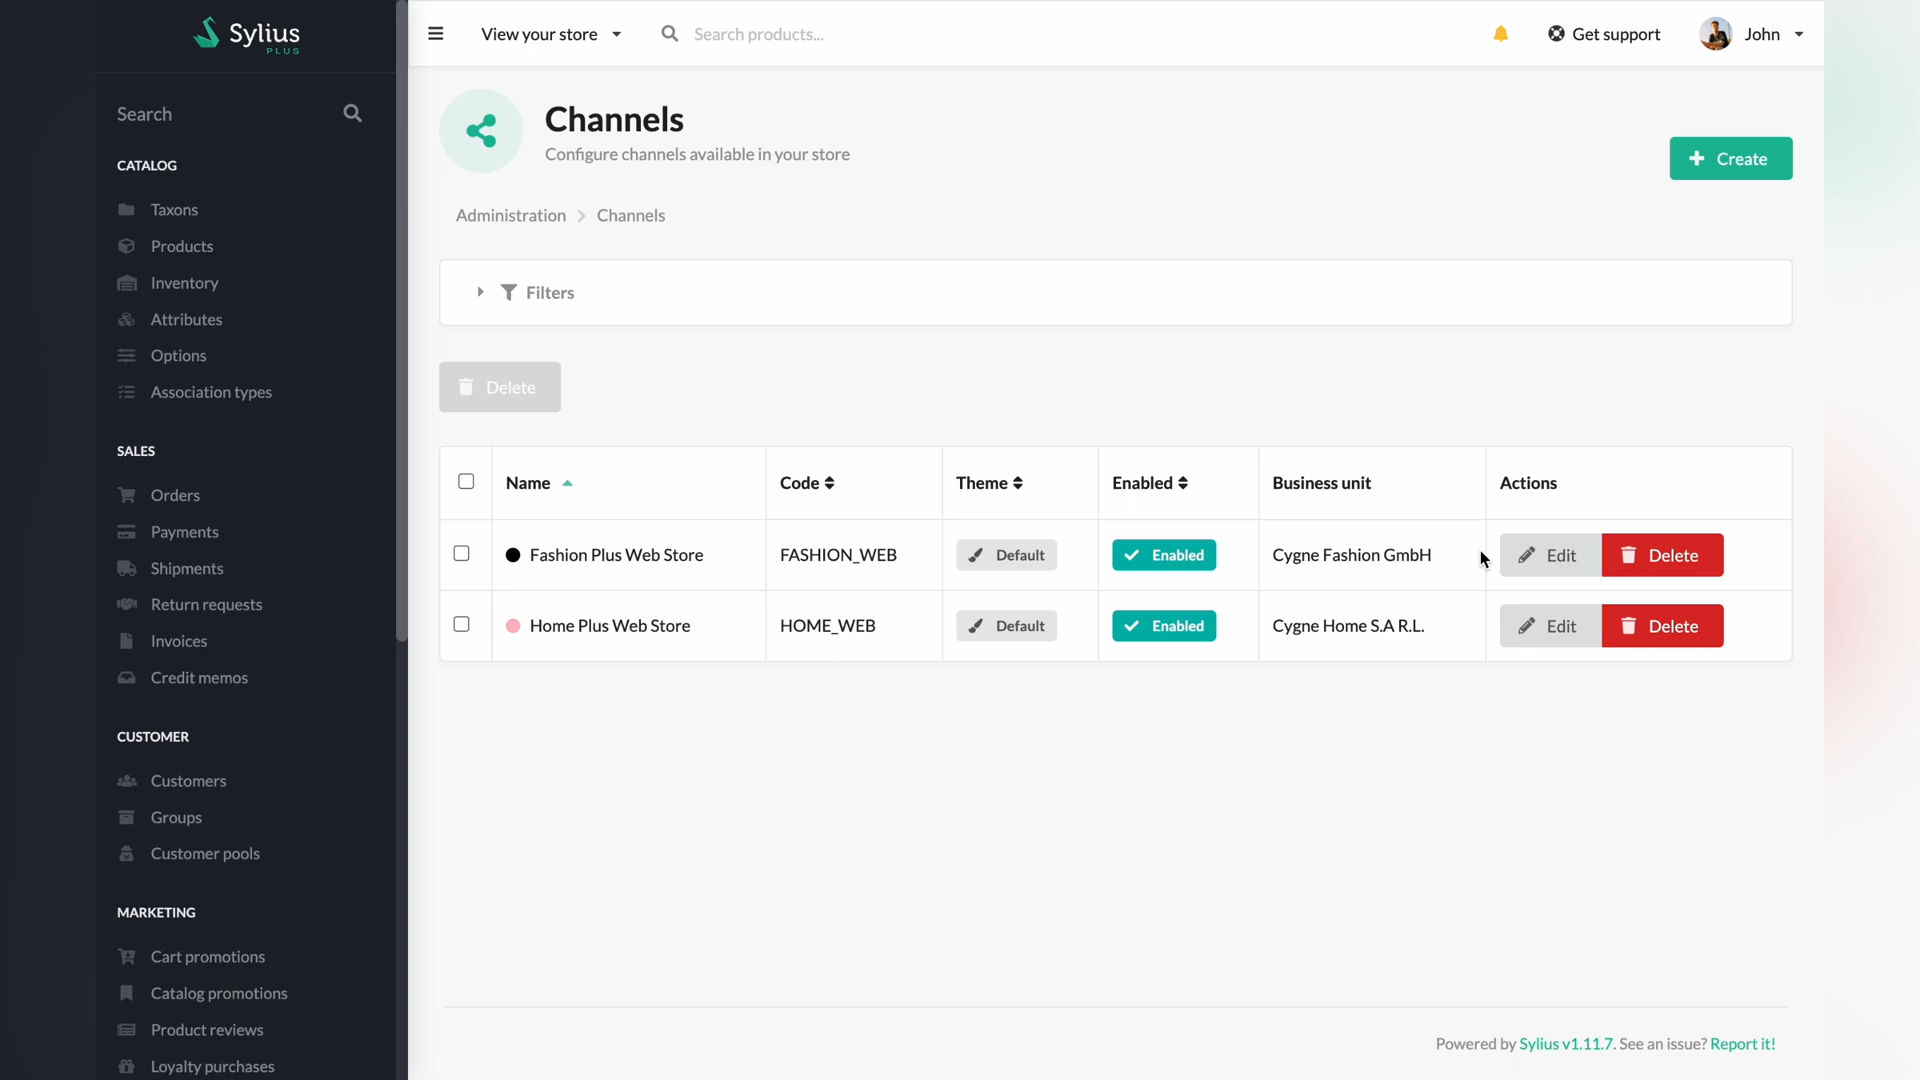 Sylius
PLUS
Search
CATALOG
Taxons
Products
Inventory
Attributes
Options
Association types
SALES
Orders
Payments
Shipments
Return requests
Invoices
Credit memos
CUSTOMER
Customers
Groups
Customer pools
MARKETING
Cart promotions
Catalog promotions
Product reviews
Loyalty purchases
View your store
Search products...
Get support
John
Channels
Configure channels available in your store
Create
Administration
Channels
Filters
Delete
Name Code Theme Enabled Business unit Actions
Fashion Plus Web Store FASHION_WEB Default Enabled Cygne Fashion GmbH Edit Delete
Home Plus Web Store HOME_WEB Default Enabled Cygne Home S.A R.L. Edit Delete
Powered by Sylius v1.11.7. See an issue? Report it!